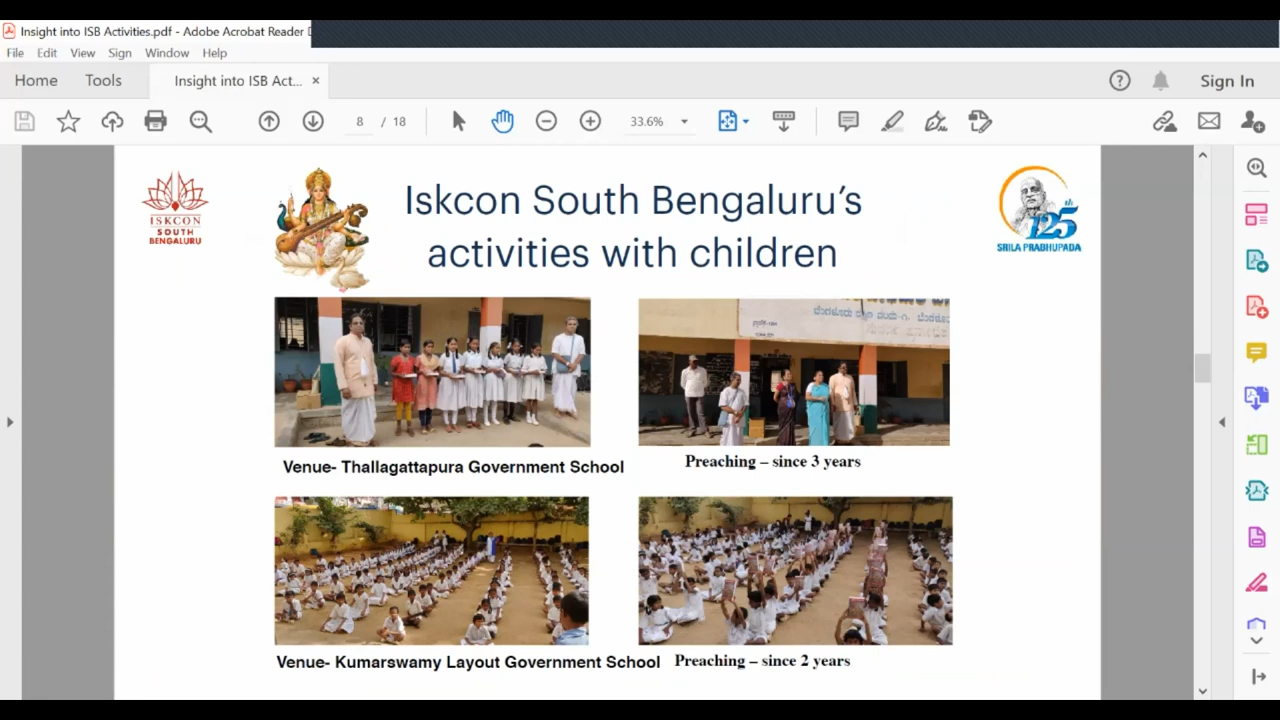 Insight into ISB Activities.pdf - Adobe Acrobat Reader
File Edit View Sign Window Help
Home Tools Insight into ISB Act... × Sign In
8 / 18 33.6%
Iskcon South Bengaluru's
activities with children
ISKCON
SOUTH
BENGALURU
125th
SRILA PRABHUPADA
Venue- Thallagattapura Government School
Preaching – since 3 years
Venue- Kumarswamy Layout Government School
Preaching – since 2 years